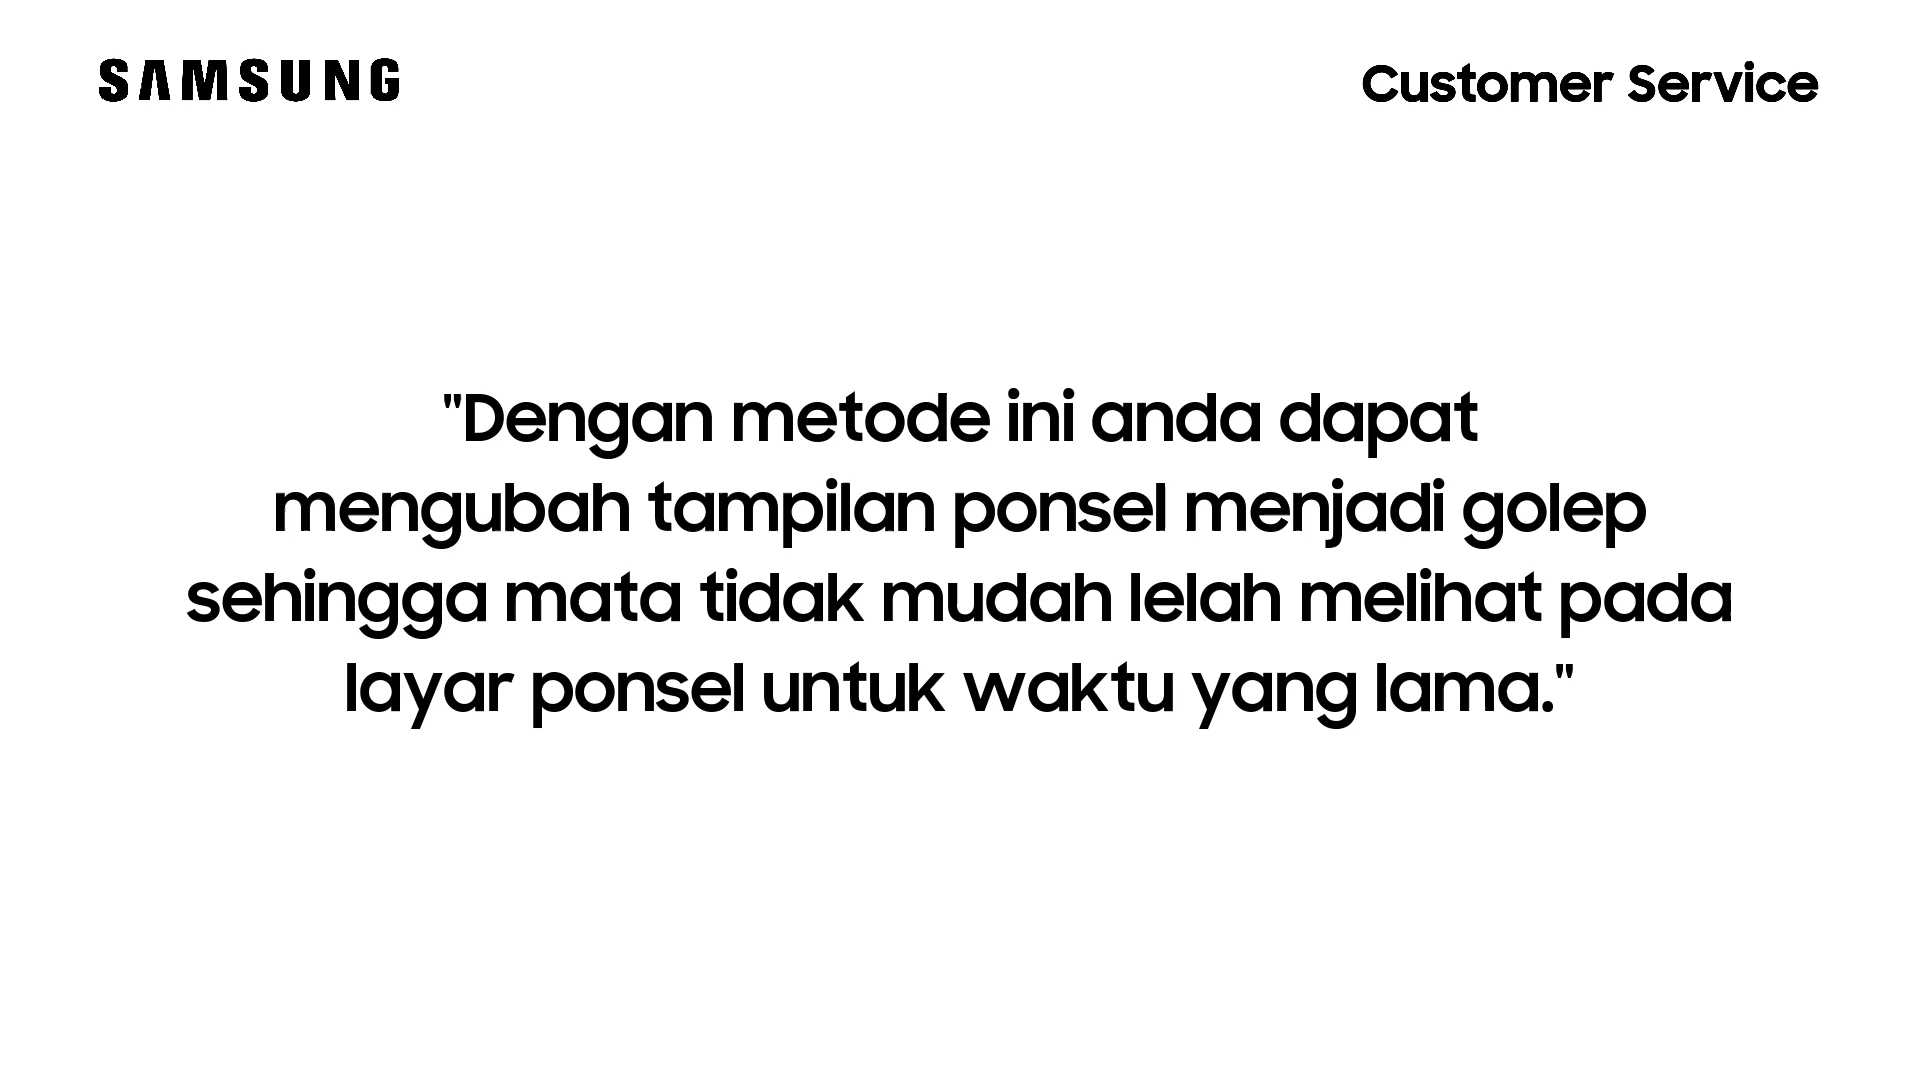 SAMSUNG
Customer Service
"Dengan metode ini anda dapat
mengubah tampilan ponsel menjadi golep
sehingga mata tidak mudah lelah melihat pada
layar ponsel untuk waktu yang lama."